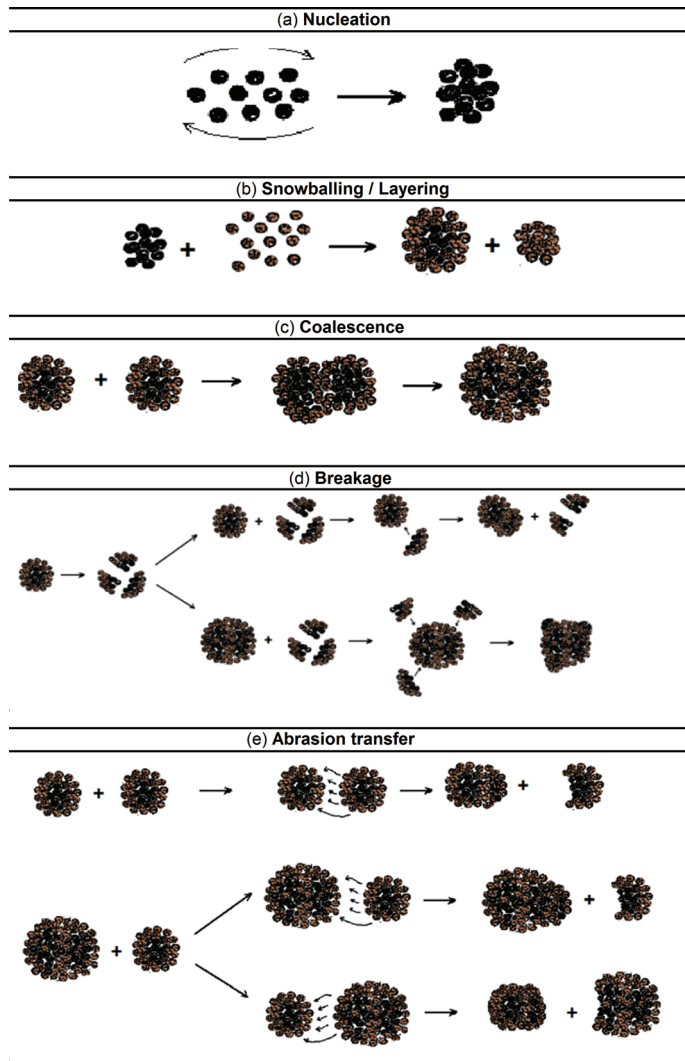 (a) Nucleation
(b) Snowballing / Layering
+
+
(c) Coalescence
+
(d) Breakage
+
+
+
(e) Abrasion transfer
+
+
+
+
+